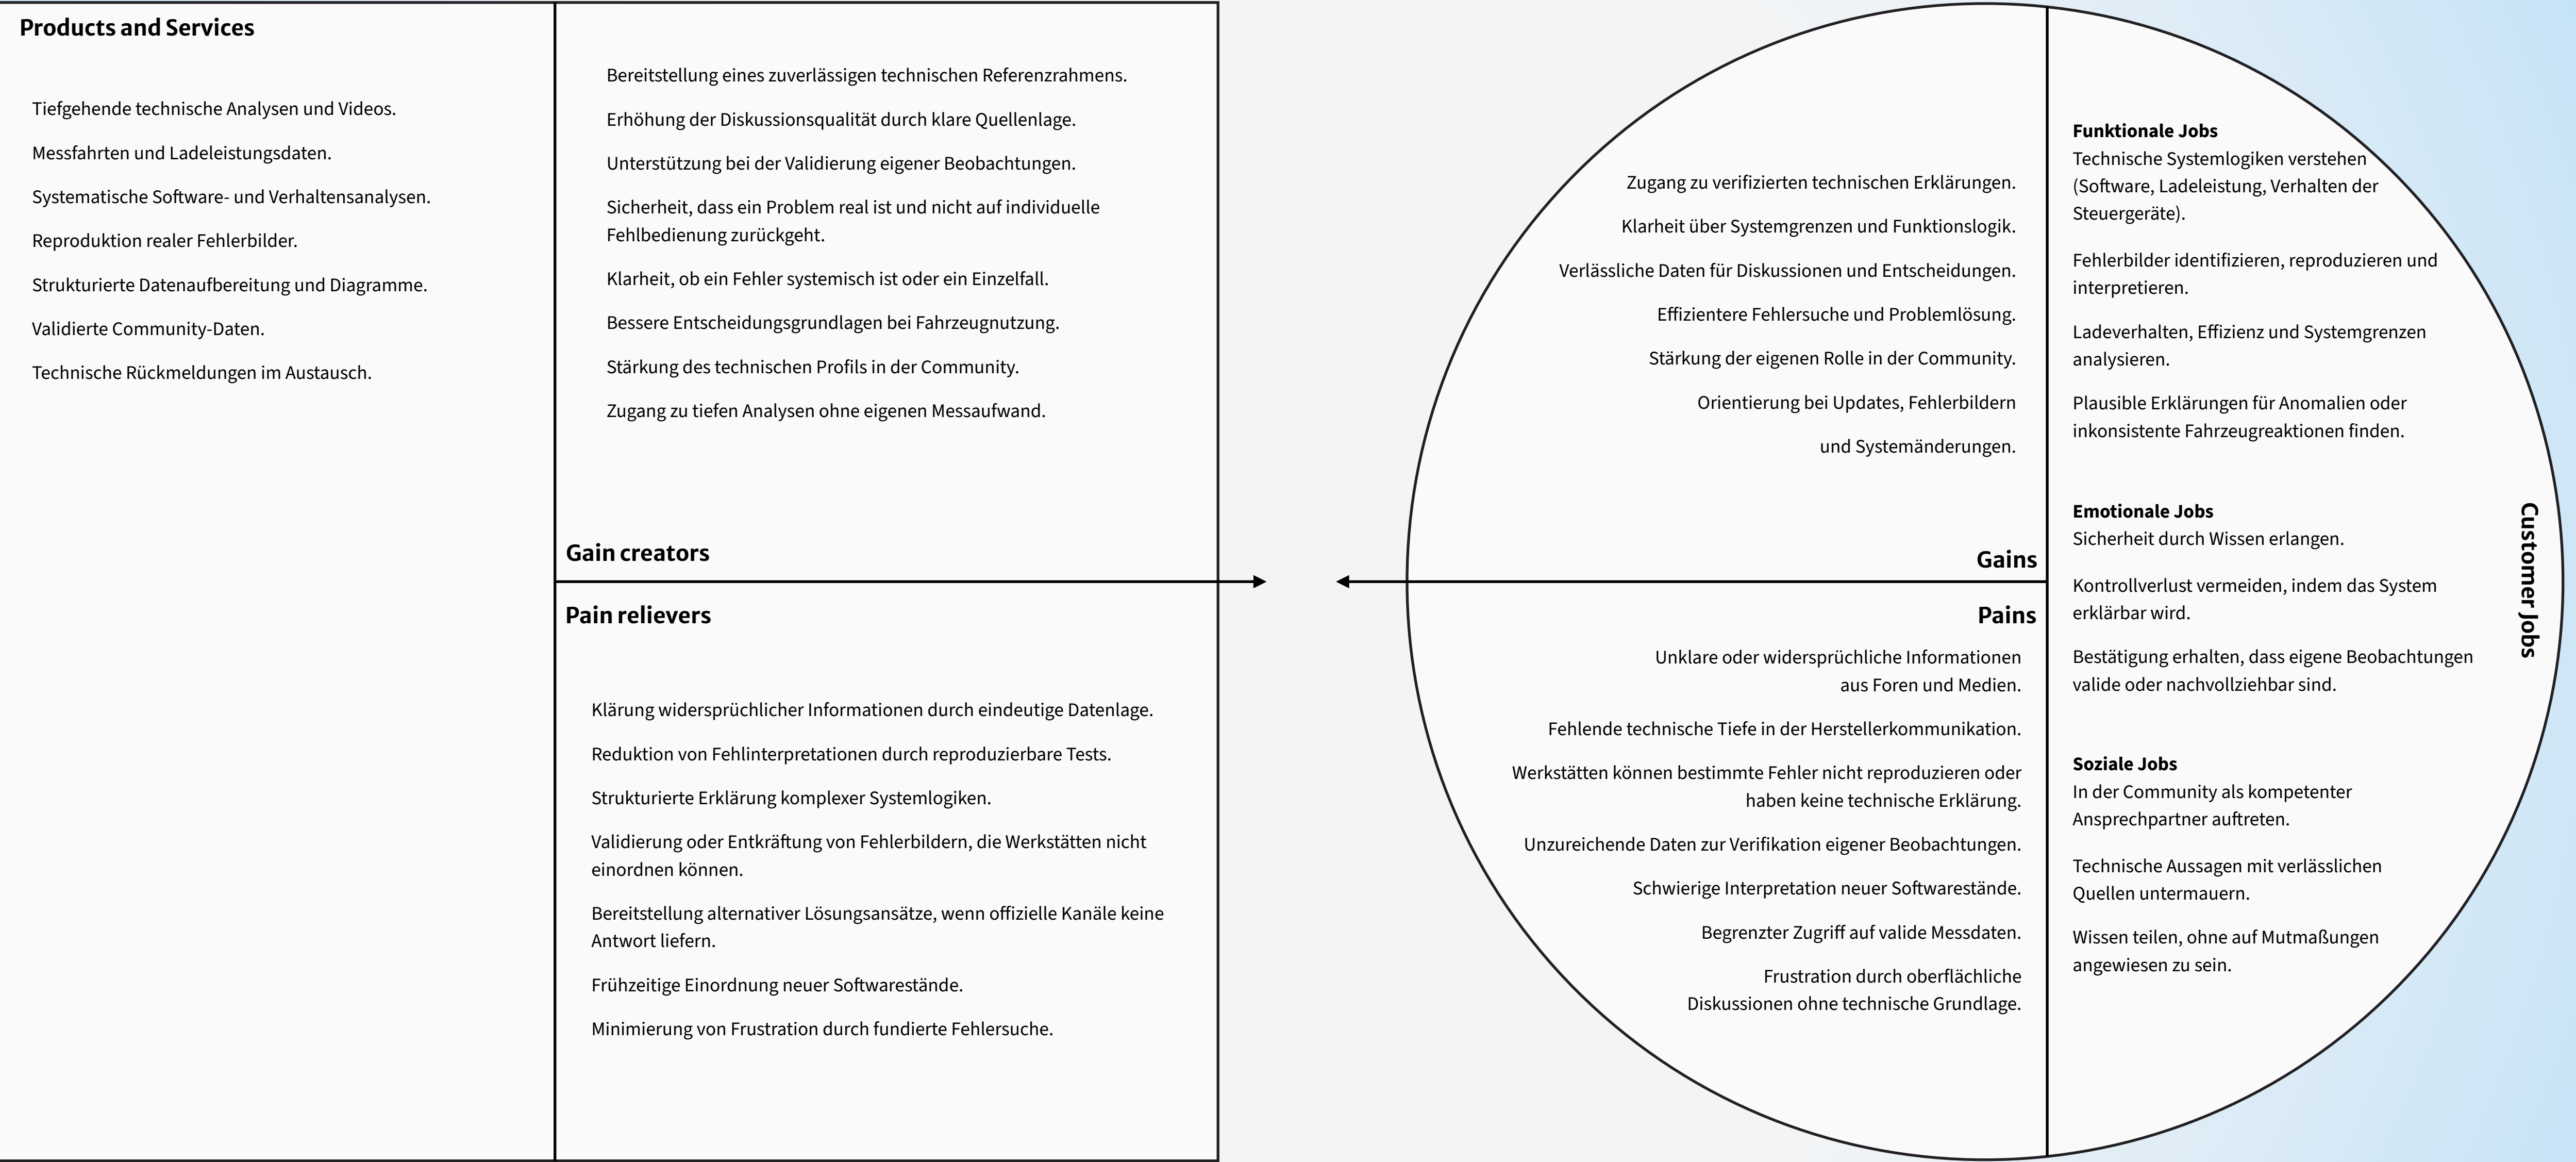 Products and Services
Tiefgehende technische Analysen und Videos.
Messfahrten und Ladeleistungsdaten.
Systematische Software- und Verhaltensanalysen.
Reproduktion realer Fehlerbilder.
Strukturierte Datenaufbereitung und Diagramme.
Validierte Community-Daten.
Technische Rückmeldungen im Austausch.
Bereitstellung eines zuverlässigen technischen Referenzrahmens.
Erhöhung der Diskussionsqualität durch klare Quellenlage.
Unterstützung bei der Validierung eigener Beobachtungen.
Sicherheit, dass ein Problem real ist und nicht auf individuelle
Fehlbedienung zurückgeht.
Klarheit, ob ein Fehler systemisch ist oder ein Einzelfall.
Bessere Entscheidungsgrundlagen bei Fahrzeugnutzung.
Stärkung des technischen Profils in der Community.
Zugang zu tiefen Analysen ohne eigenen Messaufwand.
Gain creators
Pain relievers
Klärung widersprüchlicher Informationen durch eindeutige Datenlage.
Reduktion von Fehlinterpretationen durch reproduzierbare Tests.
Strukturierte Erklärung komplexer Systemlogiken.
Validierung oder Entkräftung von Fehlerbildern, die Werkstätten nicht
einordnen können.
Bereitstellung alternativer Lösungsansätze, wenn offizielle Kanäle keine
Antwort liefern.
Frühzeitige Einordnung neuer Softwarestände.
Minimierung von Frustration durch fundierte Fehlersuche.
Zugang zu verifizierten technischen Erklärungen.
Klarheit über Systemgrenzen und Funktionslogik.
Verlässliche Daten für Diskussionen und Entscheidungen.
Effizientere Fehlersuche und Problemlösung.
Stärkung der eigenen Rolle in der Community.
Orientierung bei Updates, Fehlerbildern
und Systemänderungen.
Gains
Pains
Unklare oder widersprüchliche Informationen
aus Foren und Medien.
Fehlende technische Tiefe in der Herstellerkommunikation.
Werkstätten können bestimmte Fehler nicht reproduzieren oder
haben keine technische Erklärung.
Unzureichende Daten zur Verifikation eigener Beobachtungen.
Schwierige Interpretation neuer Softwarestände.
Begrenzter Zugriff auf valide Messdaten.
Frustration durch oberflächliche
Diskussionen ohne technische Grundlage.
Funktionale Jobs
Technische Systemlogiken verstehen
(Software, Ladeleistung, Verhalten der
Steuergeräte).
Fehlerbilder identifizieren, reproduzieren und
interpretieren.
Ladeverhalten, Effizienz und Systemgrenzen
analysieren.
Plausible Erklärungen für Anomalien oder
inkonsistente Fahrzeugreaktionen finden.
Emotionale Jobs
Sicherheit durch Wissen erlangen.
Kontrollverlust vermeiden, indem das System
erklärbar wird.
Bestätigung erhalten, dass eigene Beobachtungen
valide oder nachvollziehbar sind.
Soziale Jobs
In der Community als kompetenter
Ansprechpartner auftreten.
Technische Aussagen mit verlässlichen
Quellen untermauern.
Wissen teilen, ohne auf Mutmaßungen
angewiesen zu sein.
Customer Jobs